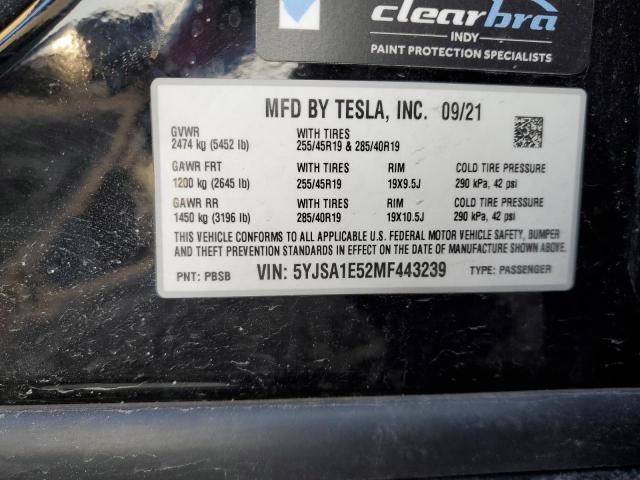 clearbra
INDY
PAINT PROTECTION SPECIALISTS
MFD BY TESLA, INC. 09/21
GVWR WITH TIRES
2474 kg (5452 lb) 255/45R19 & 285/40R19
GAWR FRT WITH TIRES RIM COLD TIRE PRESSURE
1200 kg (2645 lb) 255/45R19 19X9.5J 290 kPa, 42 psi
GAWR RR WITH TIRES RIM COLD TIRE PRESSURE
1450 kg (3196 lb) 285/40R19 19X10.5J 290 kPa, 42 psi
THIS VEHICLE CONFORMS TO ALL APPLICABLE U.S. FEDERAL MOTOR VEHICLE SAFETY, BUMPER
AND THEFT PREVENTION STANDARDS IN EFFECT ON THE DATE OF MANUFACTURE SHOWN ABOVE.
PNT: PBSB VIN: 5YJSA1E52MF443239 TYPE: PASSENGER